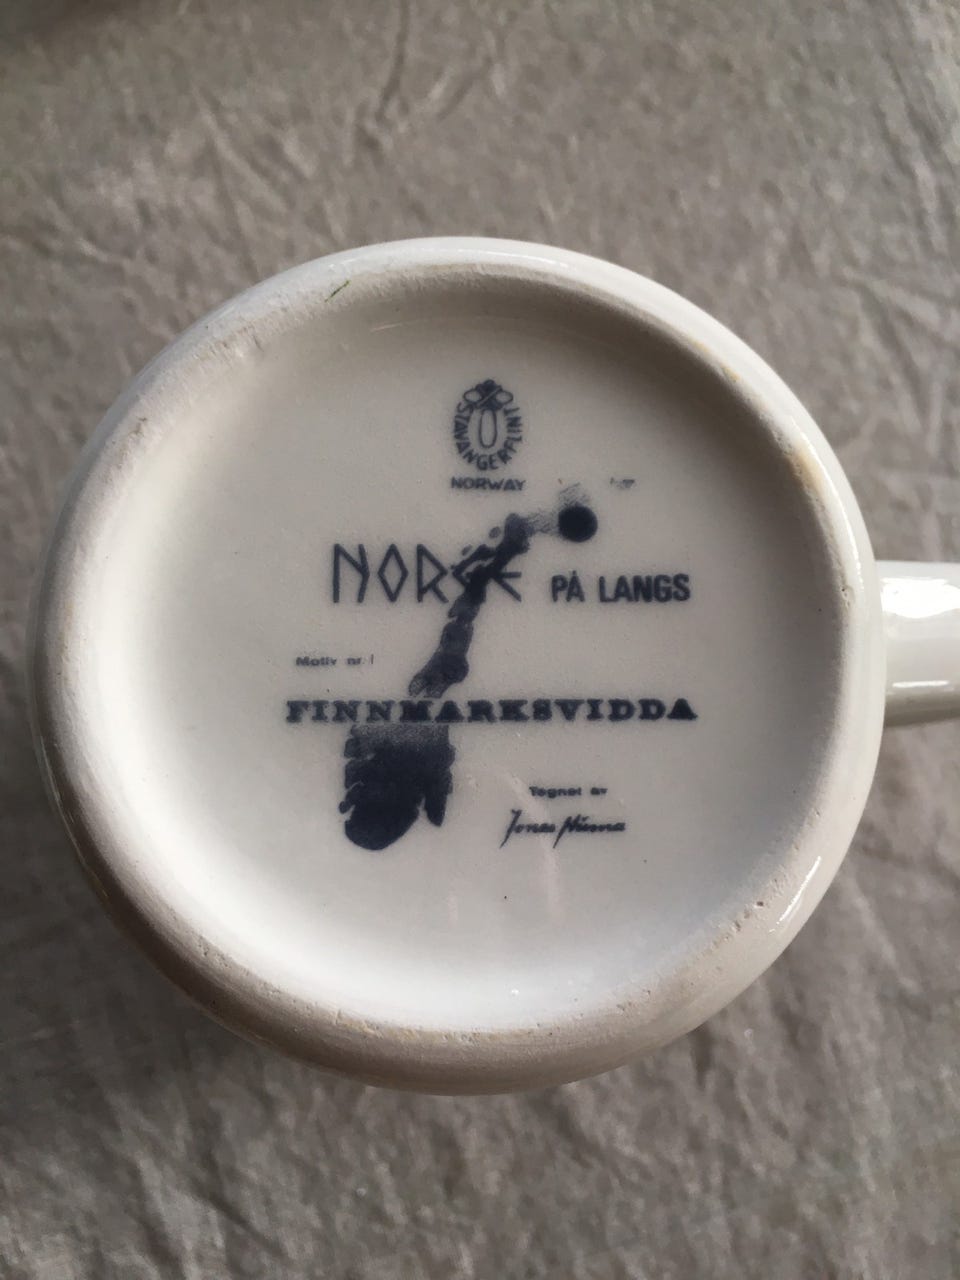 STAVANGERFLINT
NORWAY
NORGE PÅ LANGS
Motiv nr. 1
FINNMARKSVIDDA
Tegnet av